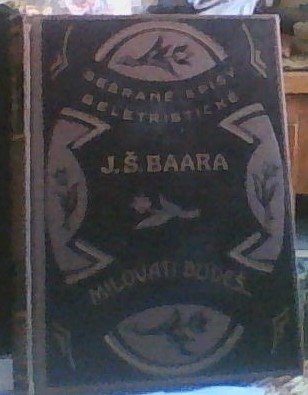 SEBRANÉ SPISY
BELETRISTICKÉ
J.Š.BAARA
MILOVATI BUDEŠ...